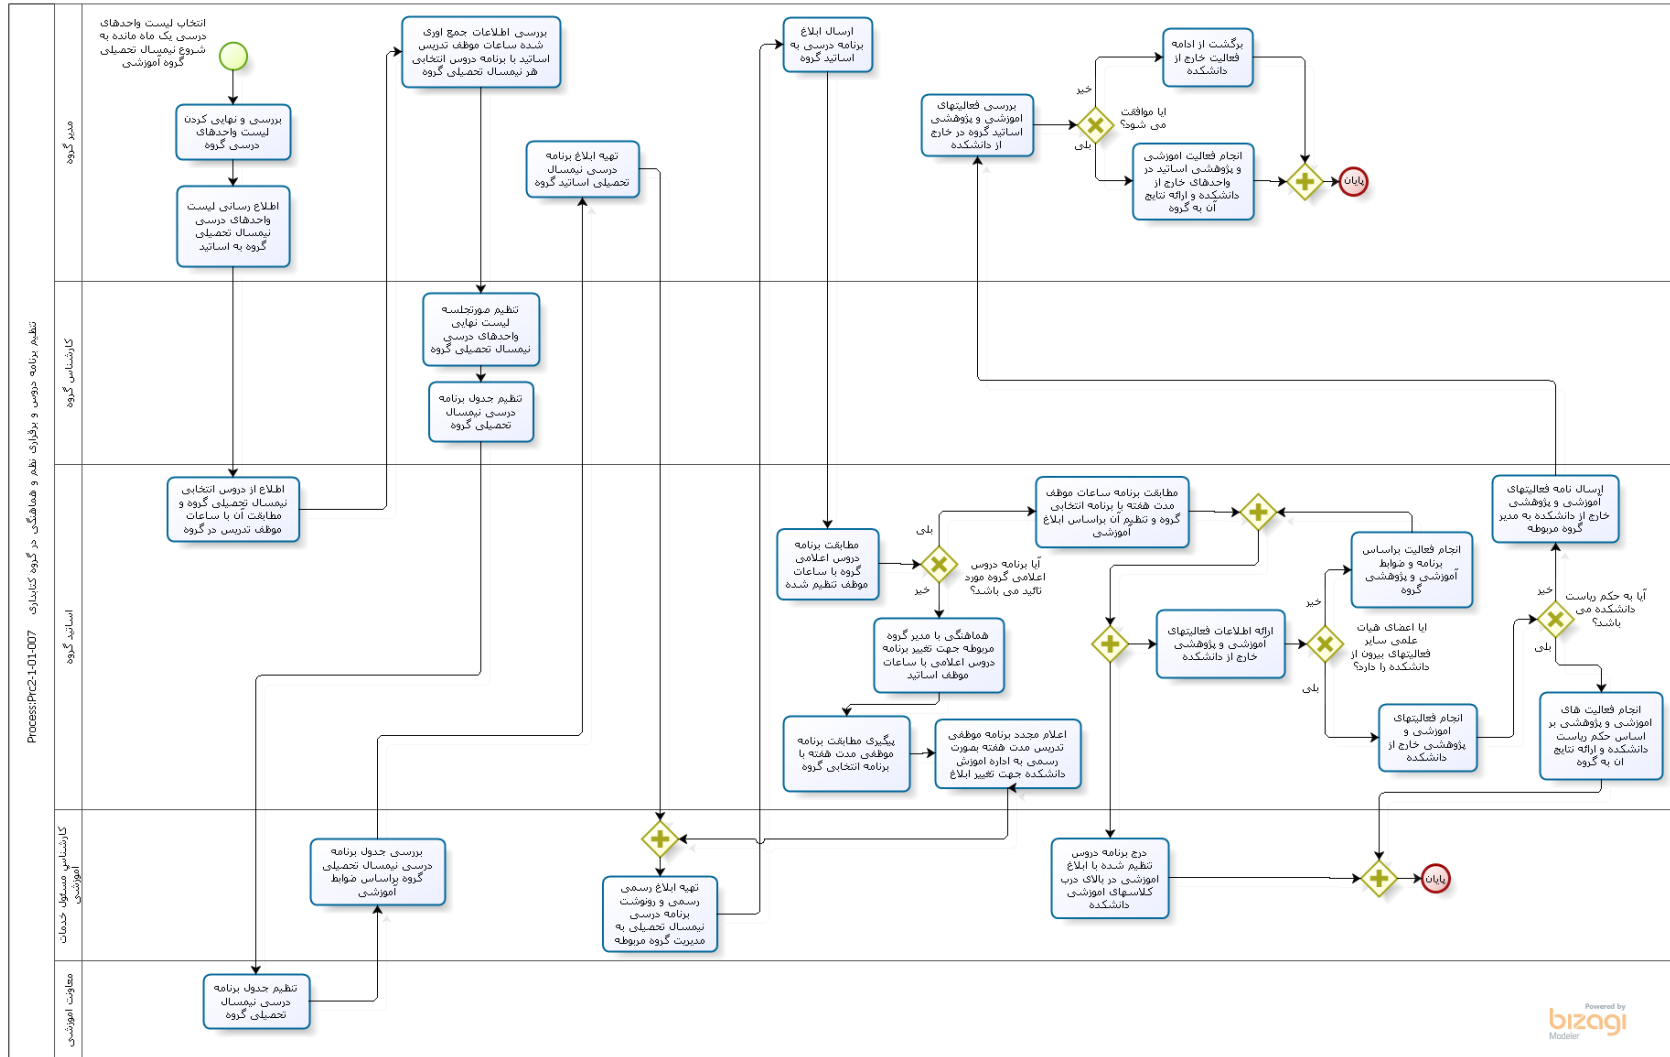 تنظیم برنامه دروس و برقراری نظم و هماهنگی در گروه کتابداری Process:Prc2-1-01-007
مدیر گروه
انتخاب لیست واحدهای
درسی یک ماه مانده به
شروع نیمسال تحصیلی
گروه آموزشی
بررسی و نهایی کردن
لیست واحدهای
درسی گروه
اطلاع رسانی لیست
واحدهای درسی
نیمسال تحصیلی
گروه به اساتید
بررسی اطلاعات جمع اوری
شده ساعات موظف تدریس
اساتید با برنامه دروس انتخابی
هر نیمسال تحصیلی گروه
تهیه ابلاغ برنامه
درسی نیمسال
تحصیلی اساتید گروه
ارسال ابلاغ
برنامه درسی به
اساتید گروه
بررسی فعالیتهای
اموزشی و پژوهشی
اساتید گروه در خارج
از دانشکده
ایا موافقت
می شود؟
خیر
بلی
برگشت از ادامه
فعالیت خارج از
دانشکده
انجام فعالیت اموزشی
و پژوهشی اساتید در
واحدهای خارج از
دانشکده و ارائه نتایج
آن به گروه
پایان
کارشناس گروه
تنظیم صورتجلسه
لیست نهایی
واحدهای درسی
نیمسال تحصیلی گروه
تنظیم جدول برنامه
درسی نیمسال
تحصیلی گروه
اساتید گروه
اطلاع از دروس انتخابی
نیمسال تحصیلی گروه و
مطابقت آن با ساعات
موظف تدریس در گروه
مطابقت برنامه
دروس اعلامی
گروه با ساعات
موظف تنظیم شده
بلی
خیر
آیا برنامه دروس
اعلامی گروه مورد
تائید می باشد؟
مطابقت برنامه ساعات موظف
مدت هفته با برنامه انتخابی
گروه و تنظیم آن براساس ابلاغ
آموزشی
هماهنگی با مدیر گروه
مربوطه جهت تغییر برنامه
دروس اعلامی با ساعات
موظف اساتید
پیگیری مطابقت برنامه
موظفی مدت هفته با
برنامه انتخابی گروه
اعلام مجدد برنامه موظفی
تدریس مدت هفته بصورت
رسمی به اداره اموزش
دانشکده جهت تغییر ابلاغ
ارائه اطلاعات فعالیتهای
آموزشی و پژوهشی
خارج از دانشکده
خیر
بلی
ایا اعضای هیات
علمی سایر
فعالیتهای بیرون از
دانشکده را دارد؟
انجام فعالیت براساس
برنامه و ضوابط
آموزشی و پژوهشی
گروه
انجام فعالیتهای
اموزشی و
پژوهشی خارج از
دانشکده
آیا به حکم ریاست
دانشکده می
باشد؟
خیر
بلی
ارسال نامه فعالیتهای
آموزشی و پژوهشی
خارج از دانشکده به مدیر
گروه مربوطه
انجام فعالیت های
اموزشی و پژوهشی بر
اساس حکم ریاست
دانشکده و ارائه نتایج
ان به گروه
کارشناس مسئول خدمات
آموزشی
بررسی جدول برنامه
درسی نیمسال تحصیلی
گروه براساس ضوابط
آموزشی
تهیه ابلاغ رسمی
رسمی و رونوشت
برنامه درسی
نیمسال تحصیلی به
مدیریت گروه مربوطه
درج برنامه دروس
تنظیم شده با ابلاغ
اموزشی در بالای درب
کلاسهای اموزشی
دانشکده
پایان
معاونت اموزشی
تنظیم جدول برنامه
درسی نیمسال
تحصیلی گروه
Powered by
bizagi
Modeler